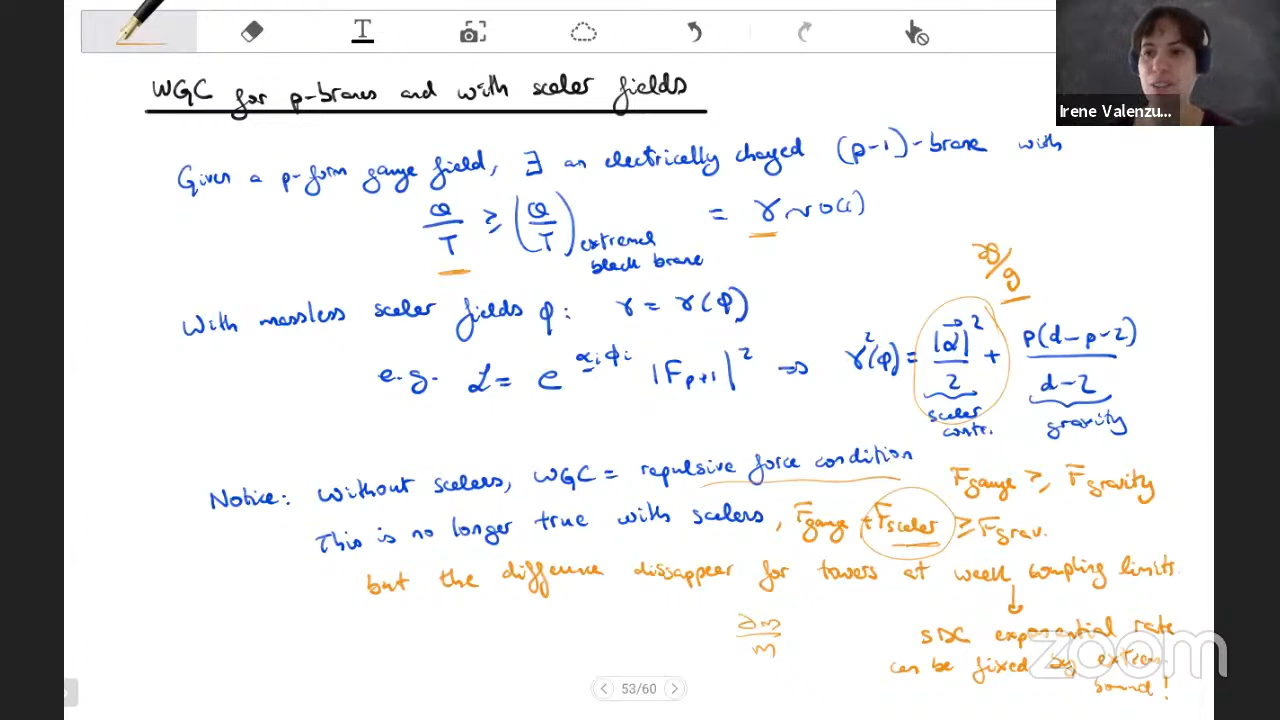 T
Irene Valenzu...
WGC for p-branes and with scalar fields
Given a p-form gauge field, ∃ an electrically charged (p-1)-brane with
Q/T ≥ (Q/T) extremal black brane = γ ~ O(1)
∂g/g
With massless scalar fields φ: γ = γ(φ)
e.g. L = e^{αᵢφᵢ} |F_{p+1}|² ⇒ γ²(φ) = |α⃗|²/2 + p(d-p-2)/(d-2)
scalar contr. gravity
Notice: Without scalars, WGC = repulsive force condition F_gauge ≥ F_gravity
This is no longer true with scalars, F_gauge + F_scalar ≥ F_grav.
but the difference dissappear for towers at weak coupling limits.
∂m/m
SDC exponential rate
can be fixed by extrem.
bound!
zoom
53/60